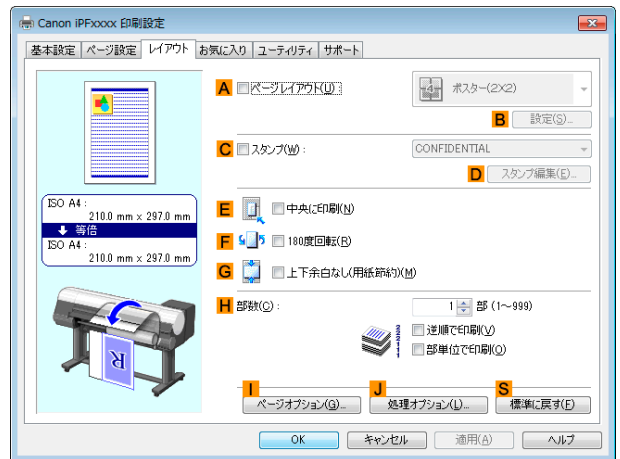 Canon iPFxxxx 印刷設定
基本設定 ページ設定 レイアウト お気に入り ユーティリティ サポート
A ページレイアウト(U) : ポスター(2X2)
B 設定(S)...
C スタンプ(W) : CONFIDENTIAL
D スタンプ編集(E)...
ISO A4 :
210.0 mm x 297.0 mm
等倍
ISO A4 :
210.0 mm x 297.0 mm
E 中央に印刷(N)
F 180度回転(R)
G 上下余白なし(用紙節約)(M)
H 部数(C) : 1 部 (1~999)
逆順で印刷(V)
部単位で印刷(O)
I J S
ページオプション(G)... 処理オプション(L)... 標準に戻す(F)
OK キャンセル 適用(A) ヘルプ